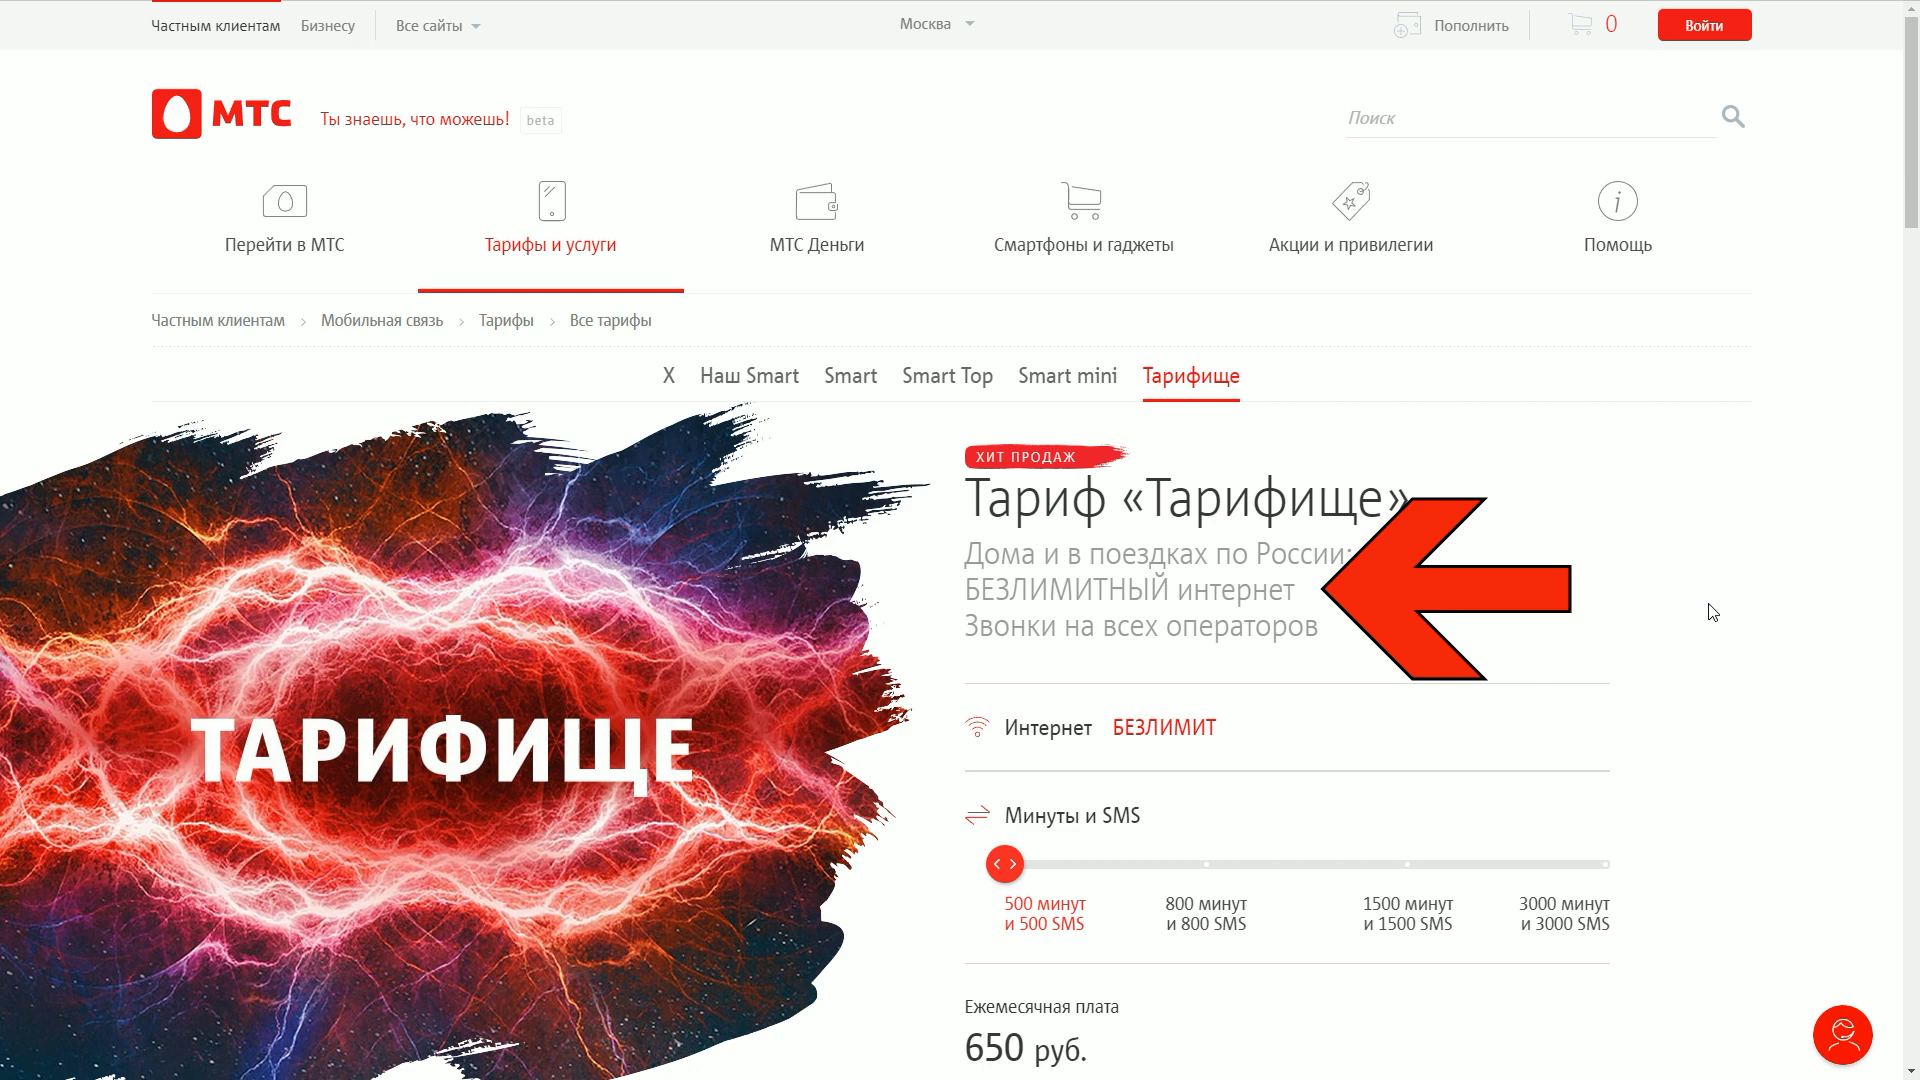 Частным клиентам
Бизнесу
Все сайты
Москва
Пополнить
0
Войти
МТС
Ты знаешь, что можешь!
beta
Поиск
Перейти в МТС
Тарифы и услуги
МТС Деньги
Смартфоны и гаджеты
Акции и привилегии
Помощь
Частным клиентам › Мобильная связь › Тарифы › Все тарифы
X
Наш Smart
Smart
Smart Top
Smart mini
Тарифище
ТАРИФИЩЕ
ХИТ ПРОДАЖ
Тариф «Тарифище»
Дома и в поездках по России:
БЕЗЛИМИТНЫЙ интернет
Звонки на всех операторов
Интернет БЕЗЛИМИТ
Минуты и SMS
500 минут
и 500 SMS
800 минут
и 800 SMS
1500 минут
и 1500 SMS
3000 минут
и 3000 SMS
Ежемесячная плата
650 руб.